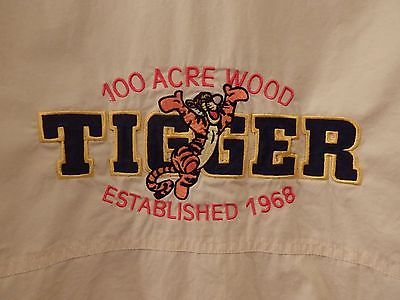 100 ACRE WOOD
TIGGER
ESTABLISHED 1968